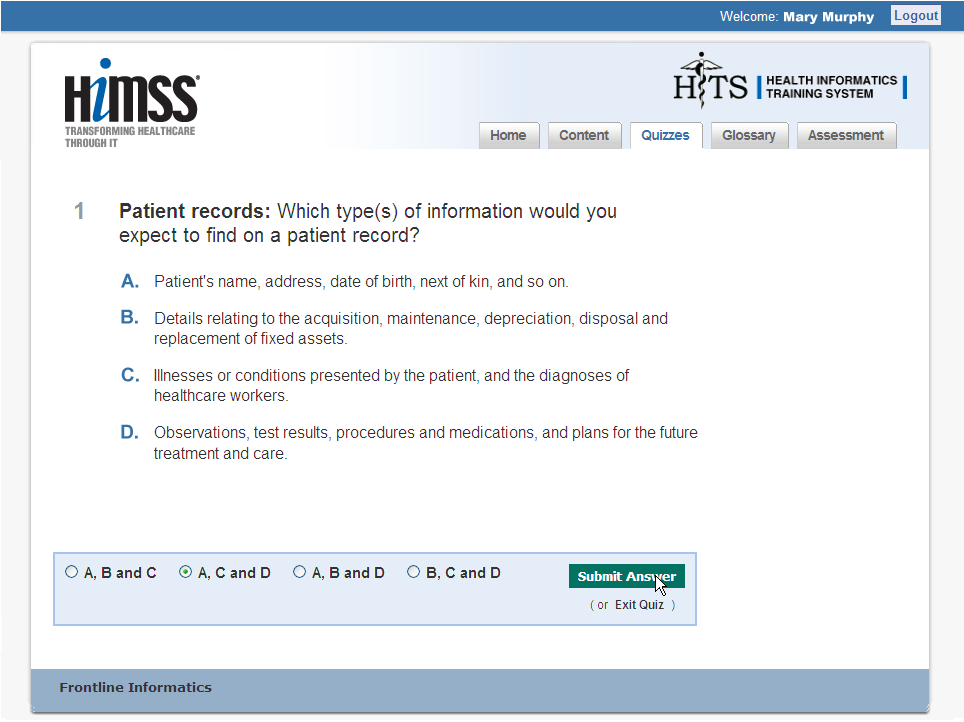 Welcome: Mary Murphy Logout
HiMSS
TRANSFORMING HEALTHCARE
THROUGH IT
HITS HEALTH INFORMATICS
TRAINING SYSTEM
Home Content Quizzes Glossary Assessment
1 Patient records: Which type(s) of information would you
expect to find on a patient record?
A. Patient's name, address, date of birth, next of kin, and so on.
B. Details relating to the acquisition, maintenance, depreciation, disposal and
replacement of fixed assets.
C. Illnesses or conditions presented by the patient, and the diagnoses of
healthcare workers.
D. Observations, test results, procedures and medications, and plans for the future
treatment and care.
A, B and C A, C and D A, B and D B, C and D Submit Answer
( or Exit Quiz )
Frontline Informatics